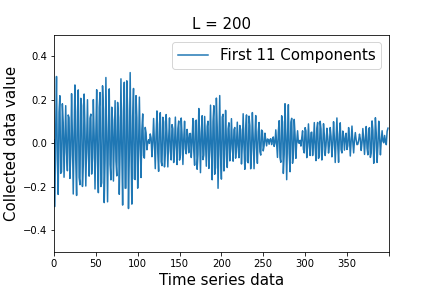 L = 200
First 11 Components
Collected data value
0.4
0.2
0.0
−0.2
−0.4
0 50 100 150 200 250 300 350
Time series data